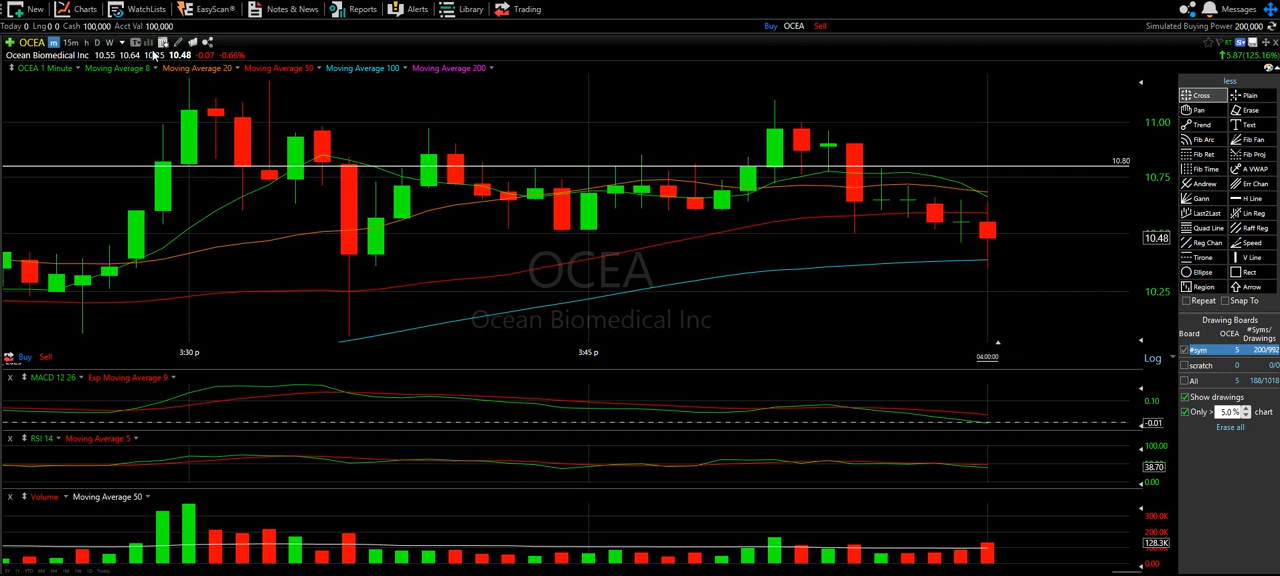 New Charts WatchLists EasyScan® Notes & News Reports Alerts Library Trading Messages
Today 0 Lng 0 0 Cash 100,000 Acct Val 100,000 Buy OCEA Sell Simulated Buying Power 200,000
OCEA m 15m h D W
Ocean Biomedical Inc 10.55 10.64 10.48 -0.07 -0.66% 5.87(125.16%)
OCEA 1 Minute Moving Average 8 Moving Average 20 Moving Average 50 Moving Average 100 Moving Average 200
11.00
10.80
10.75
10.48
10.25
OCEA
Ocean Biomedical Inc
3:30 p 3:45 p 04:00:00
Buy Sell Log
X MACD 12 26 Exp Moving Average 9
0.10
-0.01
X RSI 14 Moving Average 5
100.00
38.70
0.00
X Volume Moving Average 50
300.0K
200.0K
128.3K
0.00
less
Cross Plain
Pan Erase
Trend Text
Fib Arc Fib Fan
Fib Ret Fib Proj
Fib Time A VWAP
Andrew Err Chan
Gann H Line
Last2Last Lin Reg
Quad Line Raff Reg
Reg Chan Speed
Tirone V Line
Ellipse Rect
Region Arrow
Repeat Snap To
Drawing Boards
Board OCEA #Syms/
Drawings
#sym 5 200/992
scratch 0 0/0
All 5 188/1018
Show drawings
Only > 5.0 % chart
Erase all